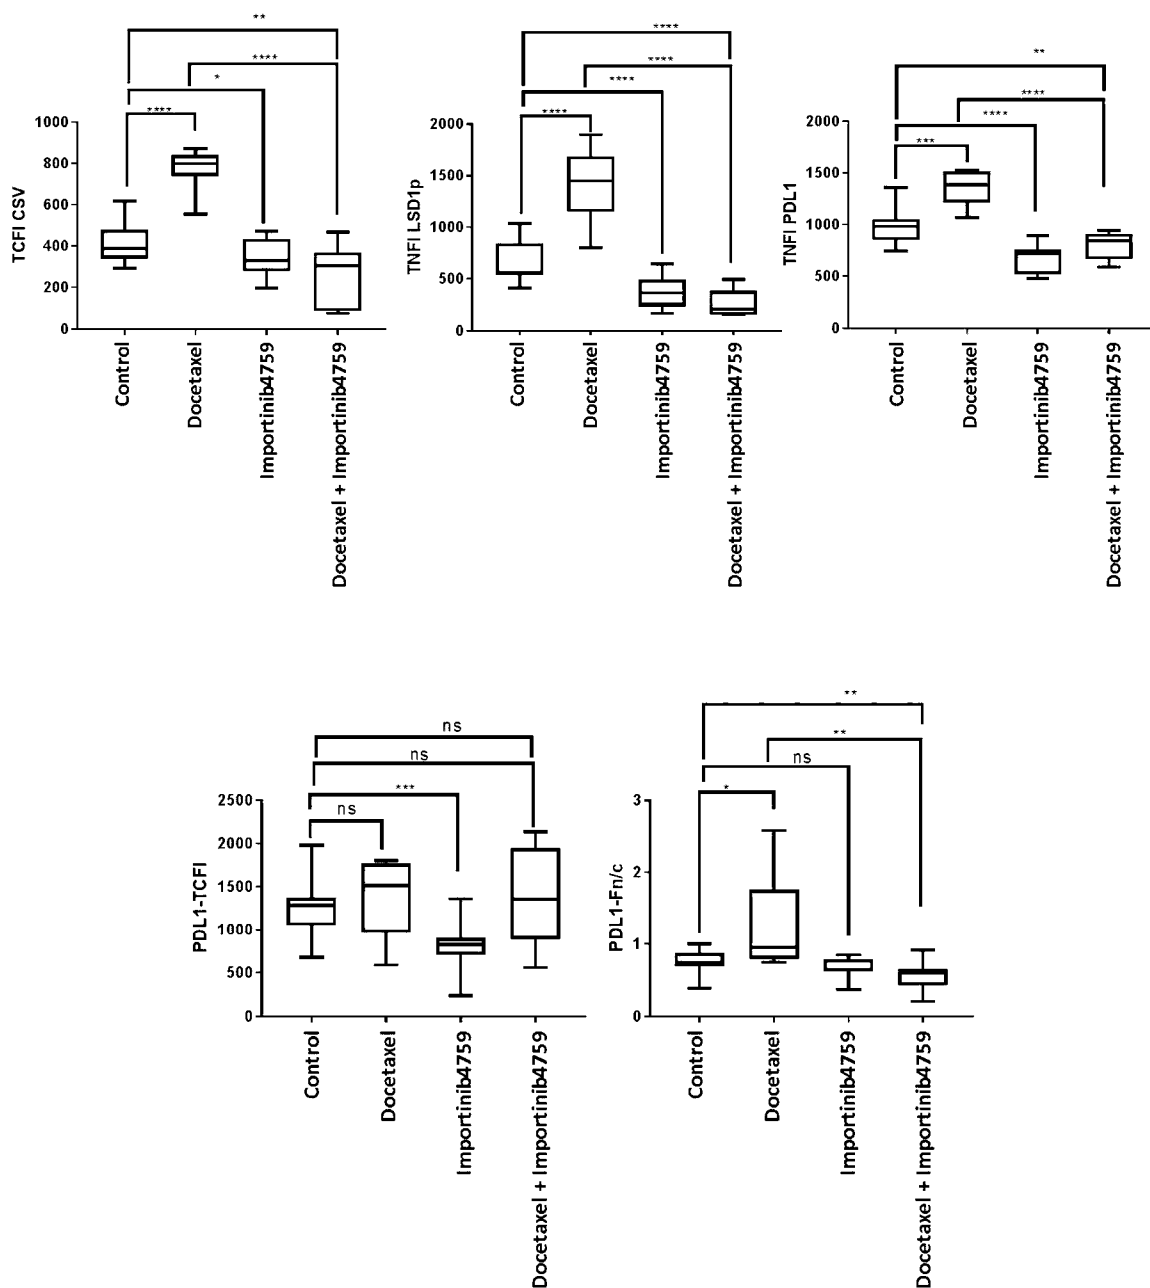 **
****
*
****
TCFI CSV
1000
800
600
400
200
0
Control
Docetaxel
Importinib4759
Docetaxel + Importinib4759
****
****
****
****
TNFI LSD1p
2000
1500
1000
500
0
Control
Docetaxel
Importinib4759
Docetaxel + Importinib4759
**
****
****
***
TNFI PDL1
2000
1500
1000
500
0
Control
Docetaxel
Importinib4759
Docetaxel + Importinib4759
ns
ns
***
ns
PDL1-TCFI
2500
2000
1500
1000
500
0
Control
Docetaxel
Importinib4759
Docetaxel + Importinib4759
**
**
ns
*
PDL1-Fn/c
3
2
1
0
Control
Docetaxel
Importinib4759
Docetaxel + Importinib4759